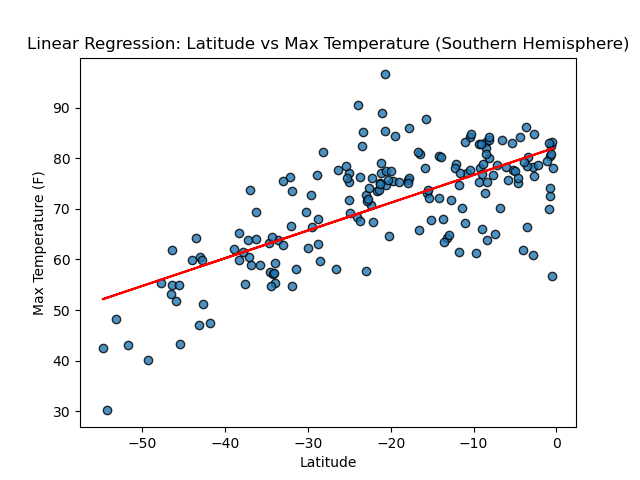 Linear Regression: Latitude vs Max Temperature (Southern Hemisphere)
Max Temperature (F)
90
80
70
60
50
40
30
−50 −40 −30 −20 −10 0
Latitude